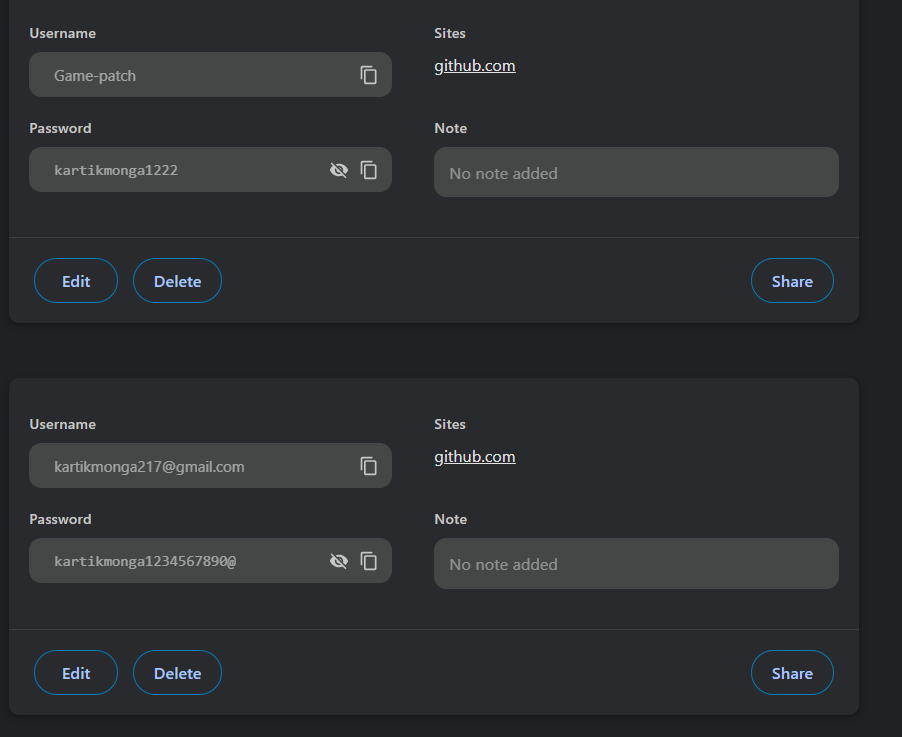 Username
Sites
Game-patch
github.com
Password
Note
kartikmonga1222
No note added
Edit
Delete
Share
Username
Sites
kartikmonga217@gmail.com
github.com
Password
Note
kartikmonga1234567890@
No note added
Edit
Delete
Share